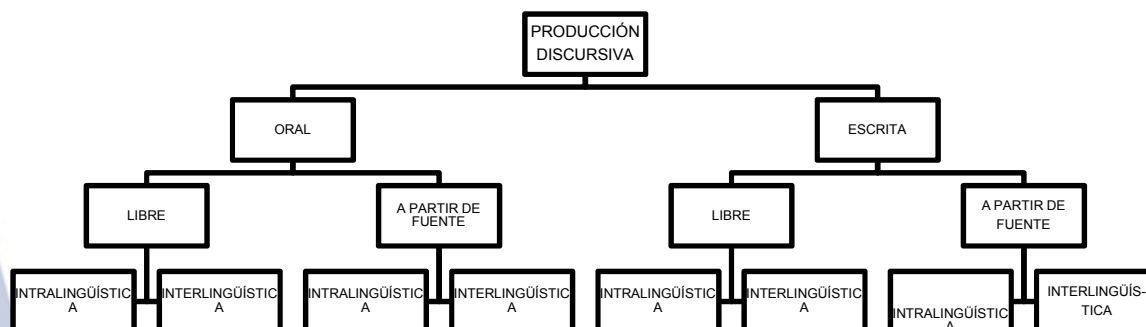 PRODUCCIÓN
DISCURSIVA
ORAL
ESCRITA
LIBRE
A PARTIR DE
FUENTE
LIBRE
A PARTIR DE
FUENTE
INTRALINGÜÍSTIC
A
INTERLINGÜÍSTIC
A
INTRALINGÜÍSTIC
A
INTERLINGÜÍSTIC
A
INTRALINGÜÍSTIC
A
INTERLINGÜÍSTIC
A
INTRALINGÜÍSTIC
A
INTERLINGÜÍS-
TICA